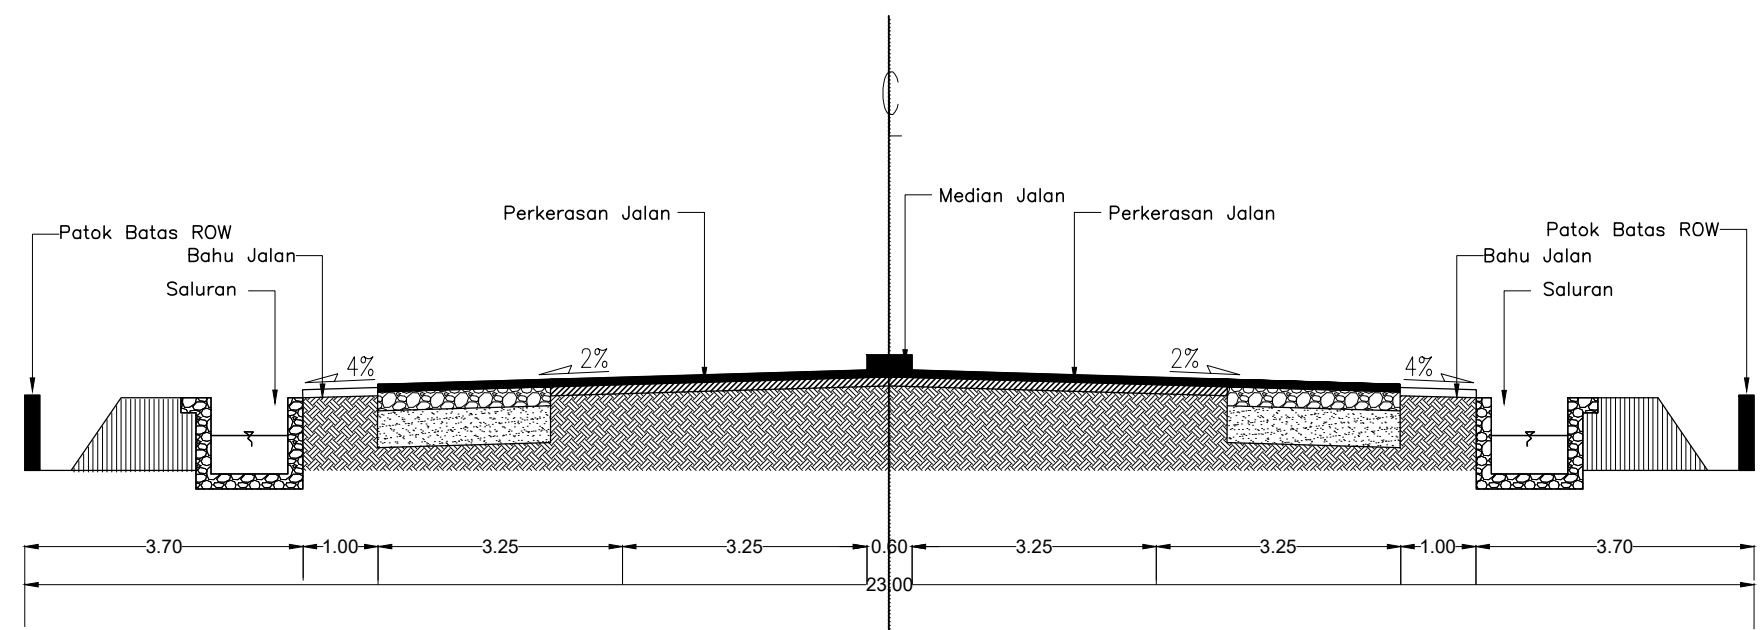 C
L
Median Jalan
Perkerasan Jalan
Perkerasan Jalan
Patok Batas ROW
Patok Batas ROW
Bahu Jalan
Bahu Jalan
Saluran
Saluran
4%
2%
2%
4%
3.70
1.00
3.25
3.25
0.60
3.25
3.25
1.00
3.70
23.00